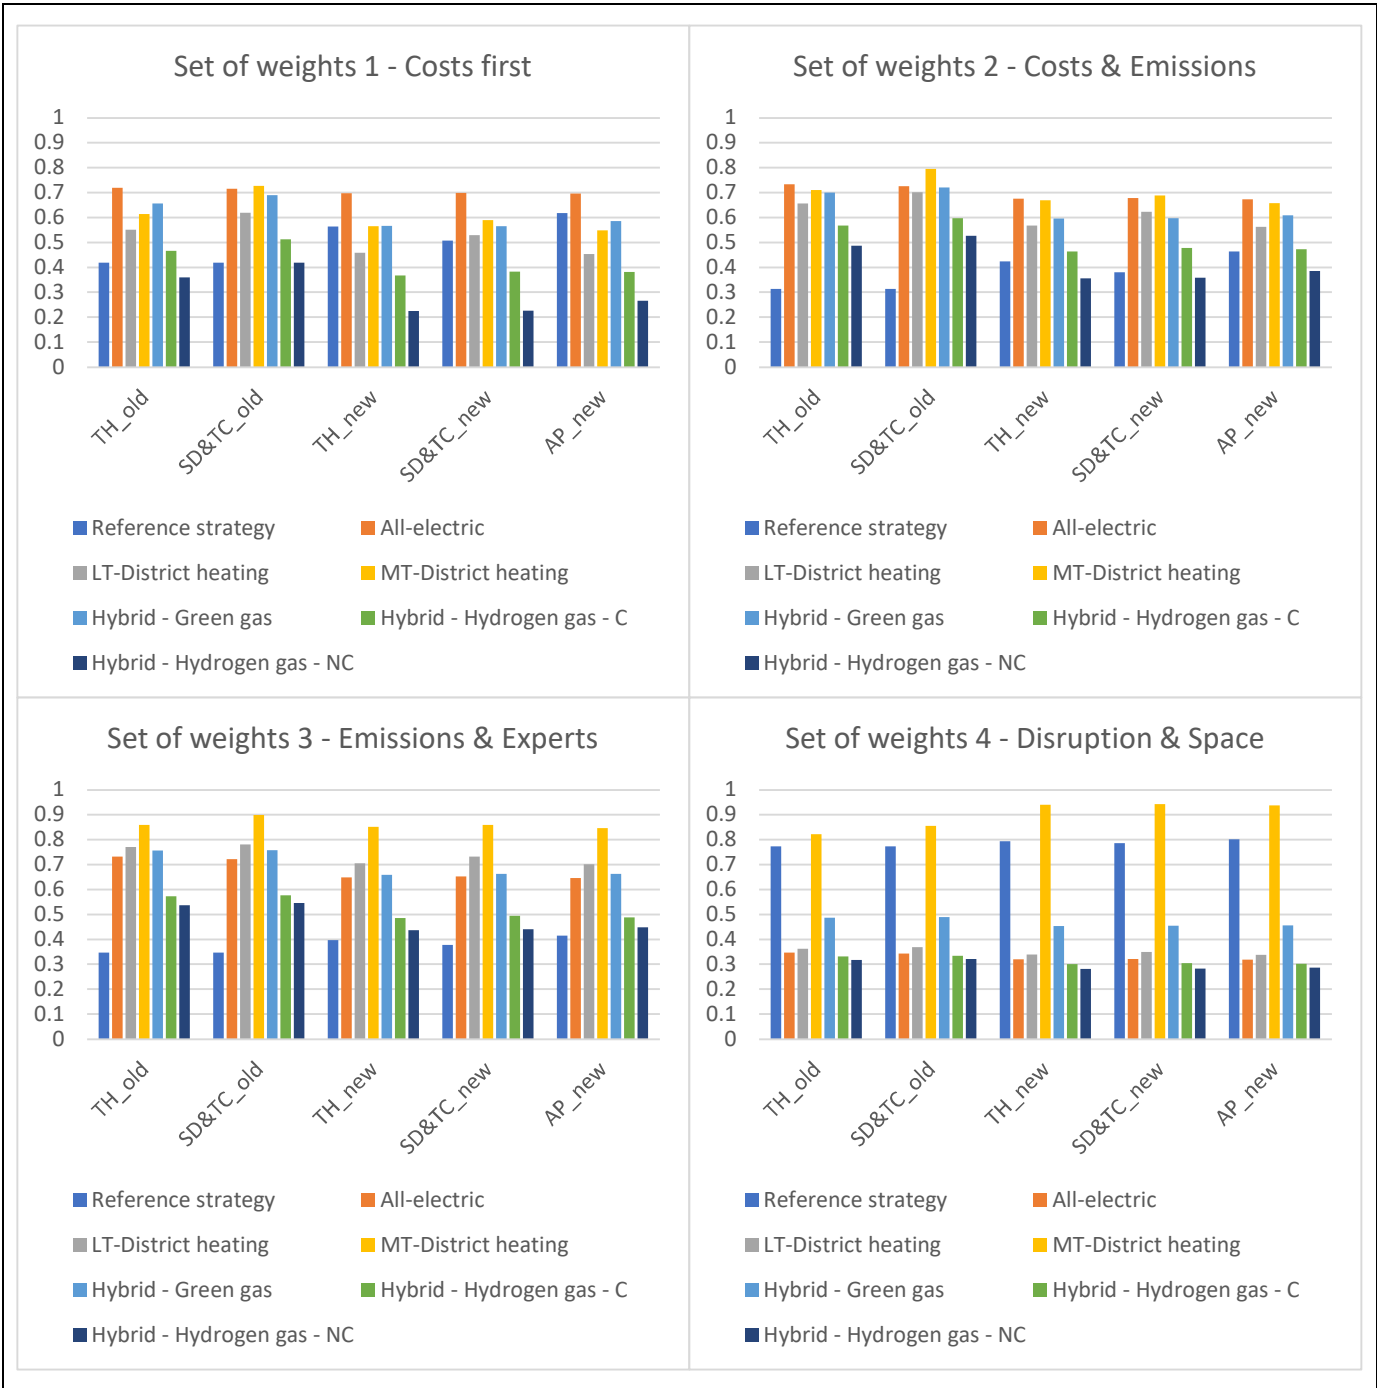 Set of weights 1 - Costs first
1
0.9
0.8
0.7
0.6
0.5
0.4
0.3
0.2
0.1
0
TH_old
SD&TC_old
TH_new
SD&TC_new
AP_new
Reference strategy
All-electric
LT-District heating
MT-District heating
Hybrid - Green gas
Hybrid - Hydrogen gas - C
Hybrid - Hydrogen gas - NC
Set of weights 2 - Costs & Emissions
1
0.9
0.8
0.7
0.6
0.5
0.4
0.3
0.2
0.1
0
TH_old
SD&TC_old
TH_new
SD&TC_new
AP_new
Reference strategy
All-electric
LT-District heating
MT-District heating
Hybrid - Green gas
Hybrid - Hydrogen gas - C
Hybrid - Hydrogen gas - NC
Set of weights 3 - Emissions & Experts
1
0.9
0.8
0.7
0.6
0.5
0.4
0.3
0.2
0.1
0
TH_old
SD&TC_old
TH_new
SD&TC_new
AP_new
Reference strategy
All-electric
LT-District heating
MT-District heating
Hybrid - Green gas
Hybrid - Hydrogen gas - C
Hybrid - Hydrogen gas - NC
Set of weights 4 - Disruption & Space
1
0.9
0.8
0.7
0.6
0.5
0.4
0.3
0.2
0.1
0
TH_old
SD&TC_old
TH_new
SD&TC_new
AP_new
Reference strategy
All-electric
LT-District heating
MT-District heating
Hybrid - Green gas
Hybrid - Hydrogen gas - C
Hybrid - Hydrogen gas - NC